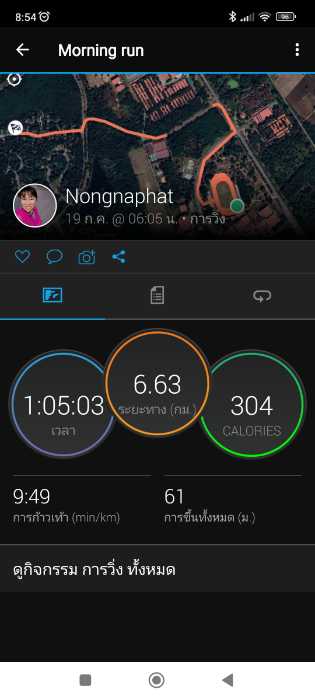 8:54
96
Morning run
Nongnaphat
19 ก.ค. @ 06:05 น. • การวิ่ง
1:05:03
เวลา
6.63
ระยะทาง (กม.)
304
CALORIES
9:49
การก้าวเท้า (min/km)
61
การขึ้นทั้งหมด (ม.)
ดูกิจกรรม การวิ่ง ทั้งหมด